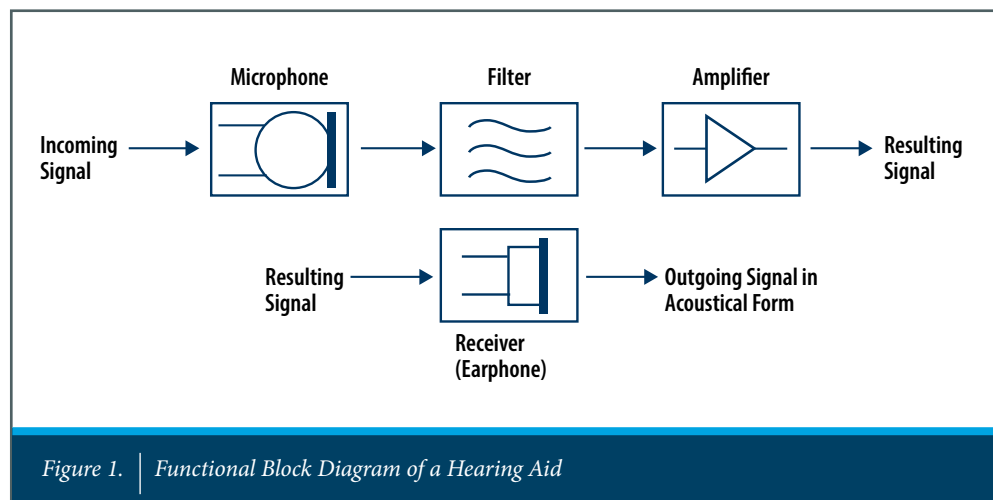 Microphone
Filter
Amplifier
Incoming
Signal
Resulting
Signal
Resulting
Signal
Outgoing Signal in
Acoustical Form
Receiver
(Earphone)
Figure 1. Functional Block Diagram of a Hearing Aid